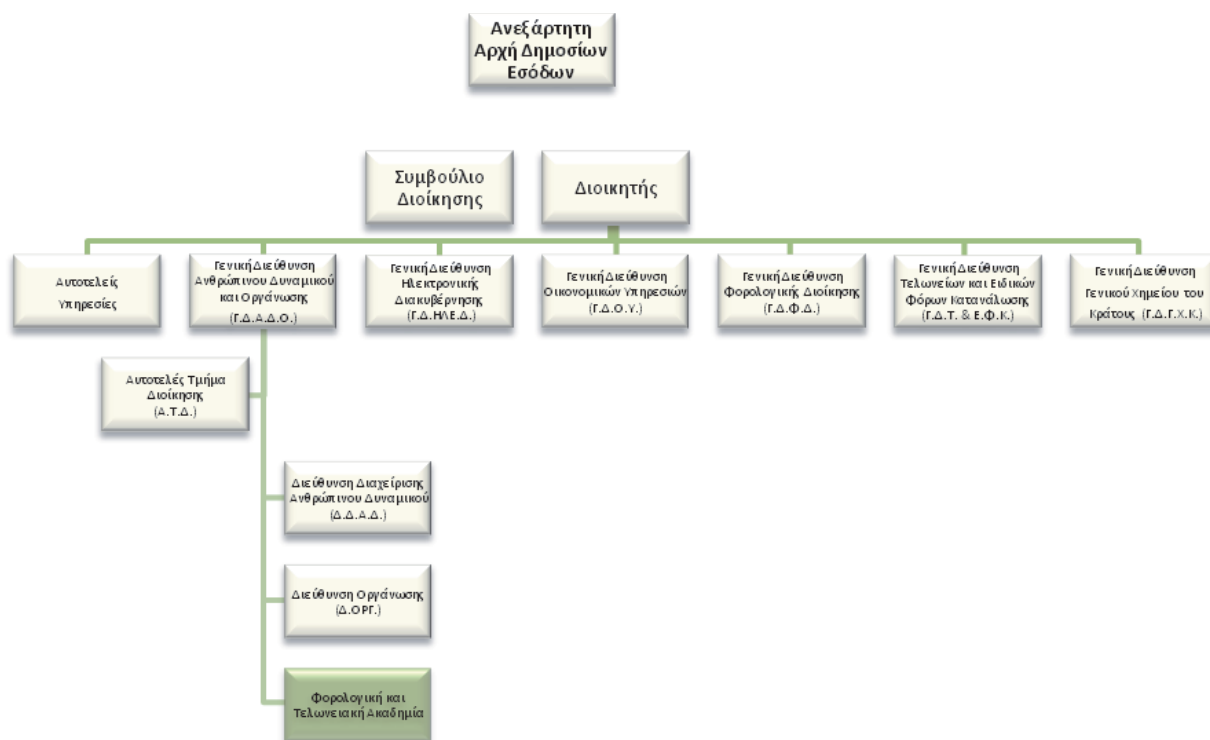 Ανεξάρτητη
Αρχή Δημοσίων
Εσόδων
Συμβούλιο
Διοίκησης
Διοικητής
Αυτοτελείς
Υπηρεσίες
Γενική Διεύθυνση
Ανθρώπινου Δυναμικού
και Οργάνωσης
(Γ.Δ.Α.Δ.Ο.)
Γενική Διεύθυνση
Ηλεκτρονικής
Διακυβέρνησης
(Γ.Δ.ΗΛΕ.Δ.)
Γενική Διεύθυνση
Οικονομικών Υπηρεσιών
(Γ.Δ.Ο.Υ.)
Γενική Διεύθυνση
Φορολογικής Διοίκησης
(Γ.Δ.Φ.Δ.)
Γενική Διεύθυνση
Τελωνείων και Ειδικών
Φόρων Κατανάλωσης
(Γ.Δ.Τ. & Ε.Φ.Κ.)
Γενική Διεύθυνση
Γενικού Χημείου του
Κράτους (Γ.Δ.Γ.Χ.Κ.)
Αυτοτελές Τμήμα
Διοίκησης
(Α.Τ.Δ.)
Διεύθυνση Διαχείρισης
Ανθρώπινου Δυναμικού
(Δ.Δ.Α.Δ.)
Διεύθυνση Οργάνωσης
(Δ.ΟΡΓ.)
Φορολογική και
Τελωνειακή Ακαδημία